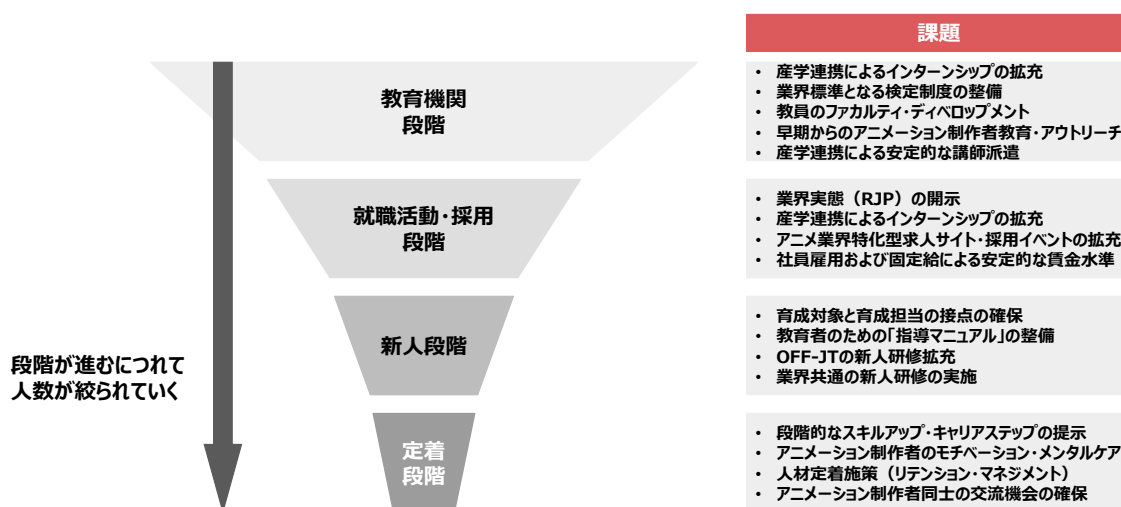 課題
教育機関
段階
・ 産学連携によるインターンシップの拡充
・ 業界標準となる検定制度の整備
・ 教員のファカルティ・ディベロップメント
・ 早期からのアニメーション制作者教育・アウトリーチ
・ 産学連携による安定的な講師派遣
就職活動・採用
段階
・ 業界実態（RJP）の開示
・ 産学連携によるインターンシップの拡充
・ アニメ業界特化型求人サイト・採用イベントの拡充
・ 社員雇用および固定給による安定的な賃金水準
新人段階
・ 育成対象と育成担当の接点の確保
・ 教育者のための「指導マニュアル」の整備
・ OFF-JTの新人研修拡充
・ 業界共通の新人研修の実施
段階が進むにつれて
人数が絞られていく
定着
段階
・ 段階的なスキルアップ・キャリアステップの提示
・ アニメーション制作者のモチベーション・メンタルケア
・ 人材定着施策（リテンション・マネジメント）
・ アニメーション制作者同士の交流機会の確保